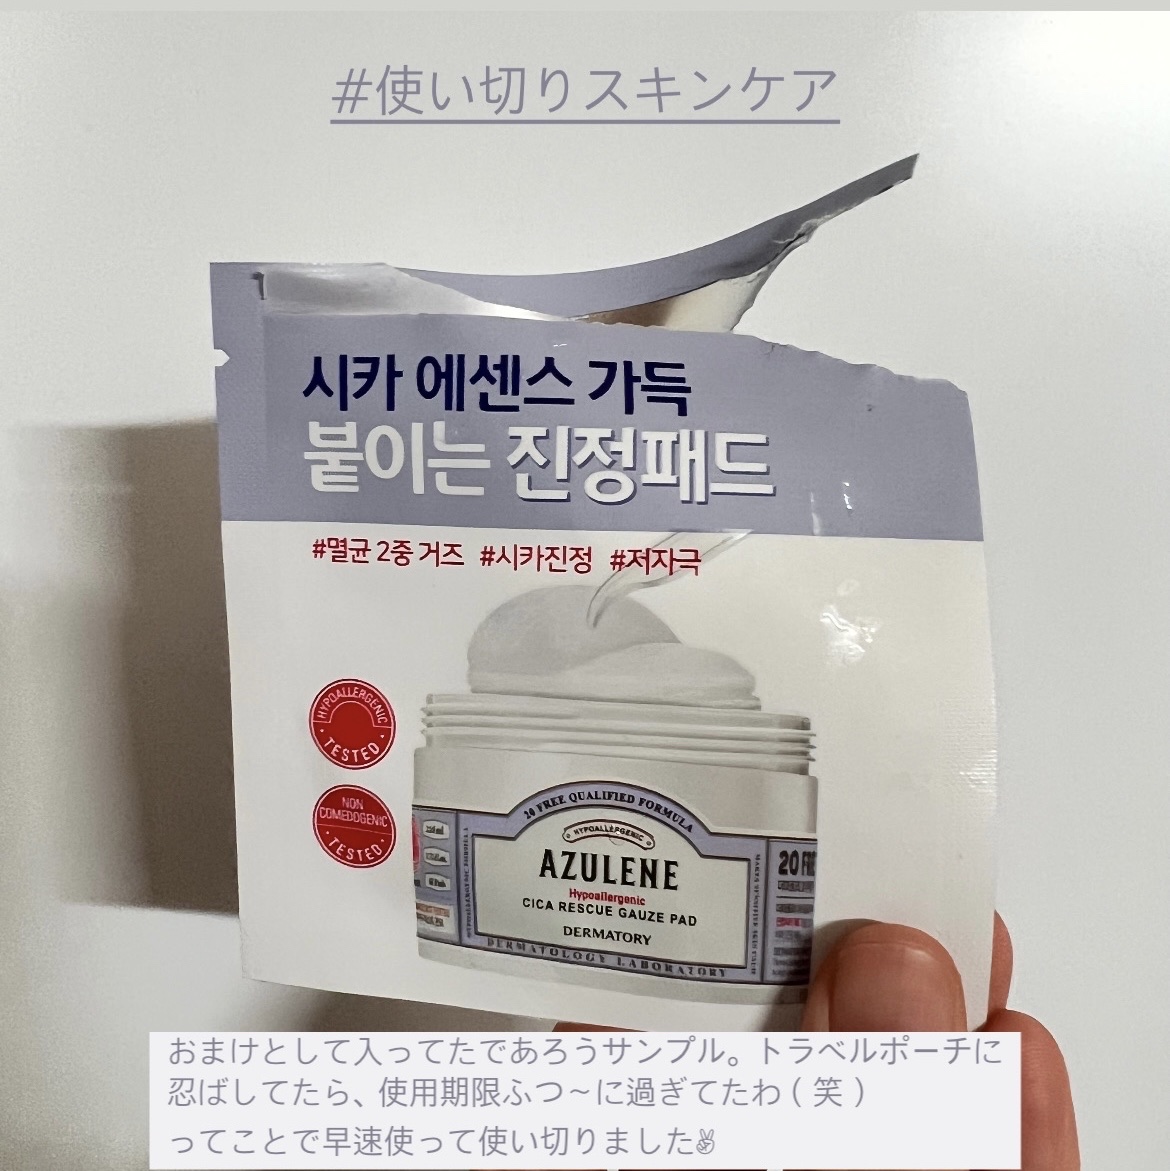 #使い切りスキンケア
시카 에센스 가득
붙이는 진정패드
#멸균 2중 거즈 #시카진정 #저자극
HYPOALLERGENIC
TESTED
NON
COMEDOGENIC
TESTED
20 FREE QUALIFIED FORMULA
HYPOALLERGENIC
AZULENE
Hypoallergenic
CICA RESCUE GAUZE PAD
DERMATORY
DERMATOLOGY LABORATORY
おまけとして入ってたであろうサンプル。トラベルポーチに
忍ばしてたら、使用期限ふつ～に過ぎてたわ（笑）
ってことで早速使って使い切りました✌